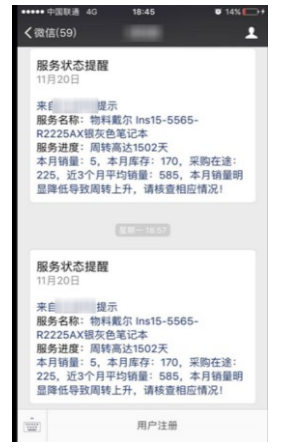 中国联通 4G 18:45 14%
微信(59)
服务状态提醒
11月20日
来自 提示
服务名称：物料戴尔 Ins15-5565-
R2225AX银灰色笔记本
服务进度：周转高达1502天
本月销量：5，本月库存：170，采购在途：
225，近3个月平均销量：585，本月销量明
显降低导致周转上升，请核查相应情况！
星期一 18:57
服务状态提醒
11月20日
来自 提示
服务名称：物料戴尔 Ins15-5565-
R2225AX银灰色笔记本
服务进度：周转高达1502天
本月销量：5，本月库存：170，采购在途：
225，近3个月平均销量：585，本月销量明
显降低导致周转上升，请核查相应情况！
用户注册